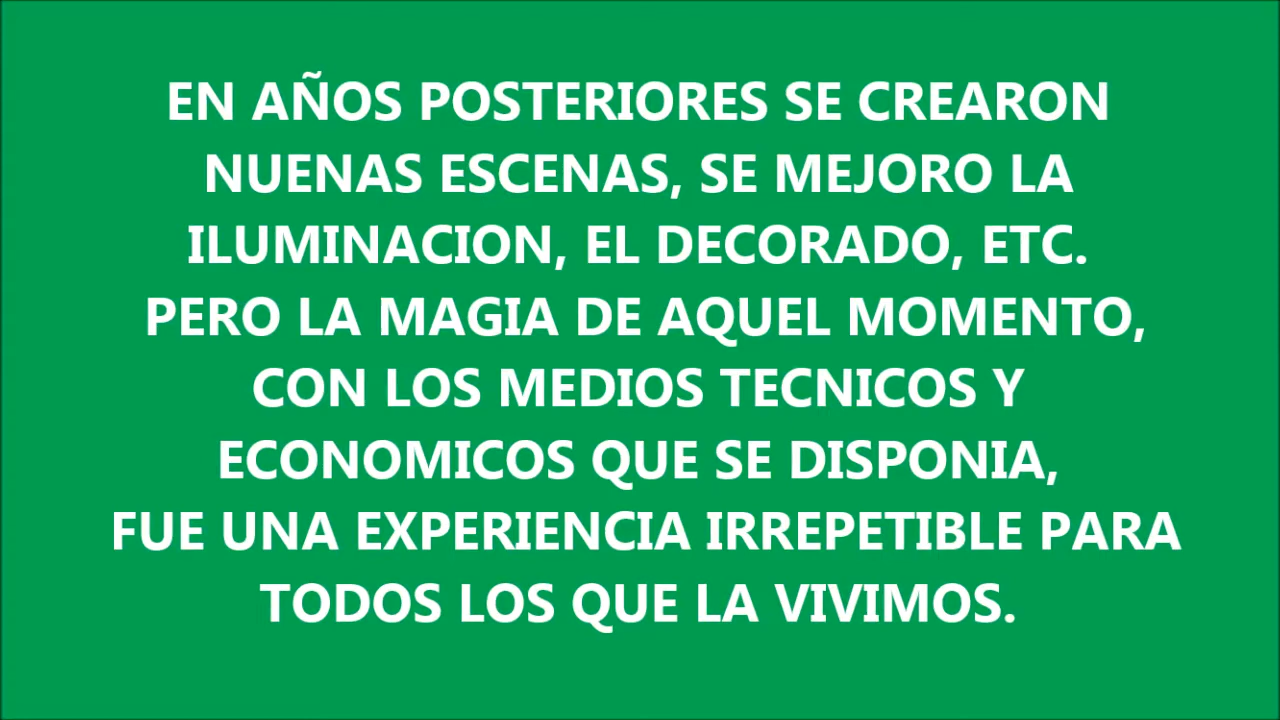 EN AÑOS POSTERIORES SE CREARON
NUENAS ESCENAS, SE MEJORO LA
ILUMINACION, EL DECORADO, ETC.
PERO LA MAGIA DE AQUEL MOMENTO,
CON LOS MEDIOS TECNICOS Y
ECONOMICOS QUE SE DISPONIA,
FUE UNA EXPERIENCIA IRREPETIBLE PARA
TODOS LOS QUE LA VIVIMOS.